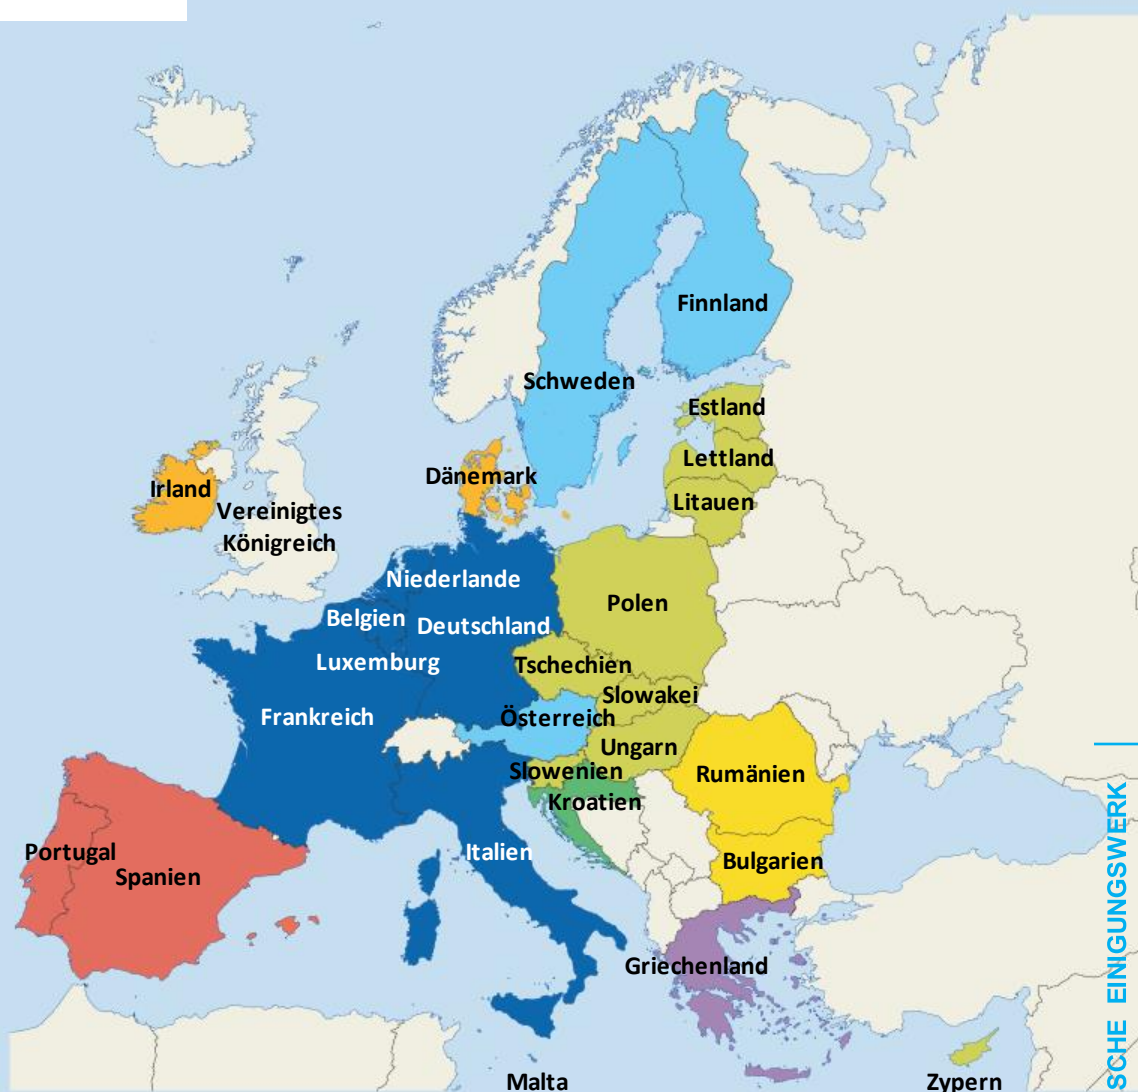 Finnland
Schweden
Estland
Lettland
Dänemark
Irland
Litauen
Vereinigtes
Königreich
Niederlande
Polen
Belgien
Deutschland
Luxemburg
Tschechien
Slowakei
Frankreich
Österreich
Ungarn
Slowenien
Rumänien
Kroatien
Portugal
Italien
Bulgarien
Spanien
Griechenland
Malta
Zypern
SCHE EINIGUNGSWERK